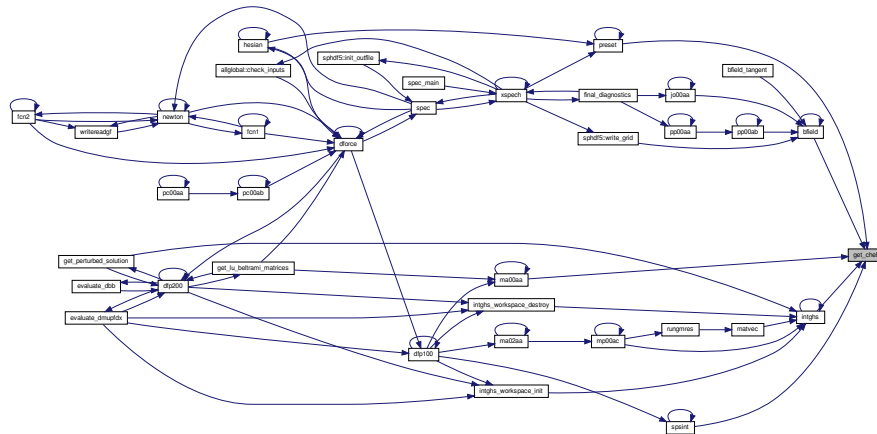 hesian
preset
sphdf5::init_outfile
allglobal::check_inputs
bfield_tangent
spec_main
xspech
final_diagnostics
jo00aa
spec
fcn2
newton
writereadgf
fcn1
pp00aa
pp00ab
bfield
sphdf5::write_grid
dforce
pc00aa
pc00ab
get_cheb
get_perturbed_solution
get_lu_beltrami_matrices
evaluate_dbb
dfp200
ma00aa
intghs_workspace_destroy
evaluate_dmupfdx
intghs
rungmres
matvec
ma02aa
mp00ac
dfp100
intghs_workspace_init
spsint